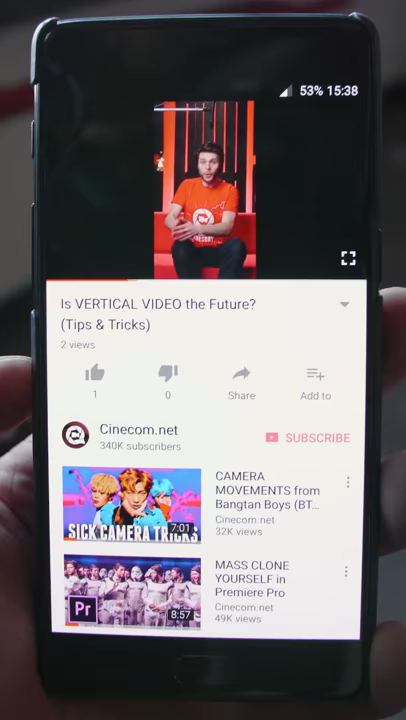 53% 15:38
Is VERTICAL VIDEO the Future?
(Tips & Tricks)
2 views
1
0
Share
Add to
Cinecom.net
340K subscribers
SUBSCRIBE
SICK CAMERA TRICKS
7:01
CAMERA
MOVEMENTS from
Bangtan Boys (BT...
Cinecom.net
32K views
Pr
8:57
MASS CLONE
YOURSELF in
Premiere Pro
Cinecom.net
49K views